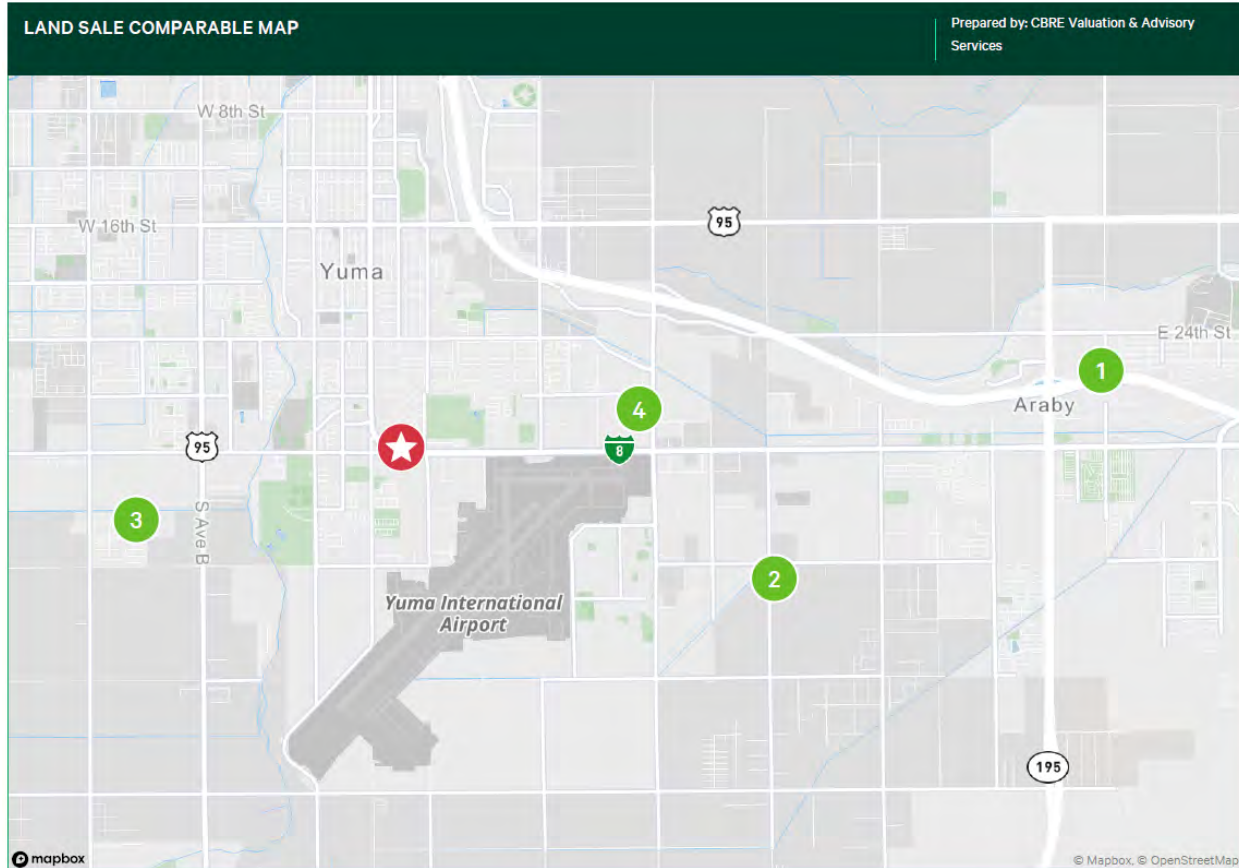 LAND SALE COMPARABLE MAP
Prepared by: CBRE Valuation & Advisory
Services
W 8th St
W 16th St
95
Yuma
E 24th St
1
Araby
4
95
8
3
S Ave B
2
Yuma International
Airport
195
mapbox
© Mapbox, © OpenStreetMap